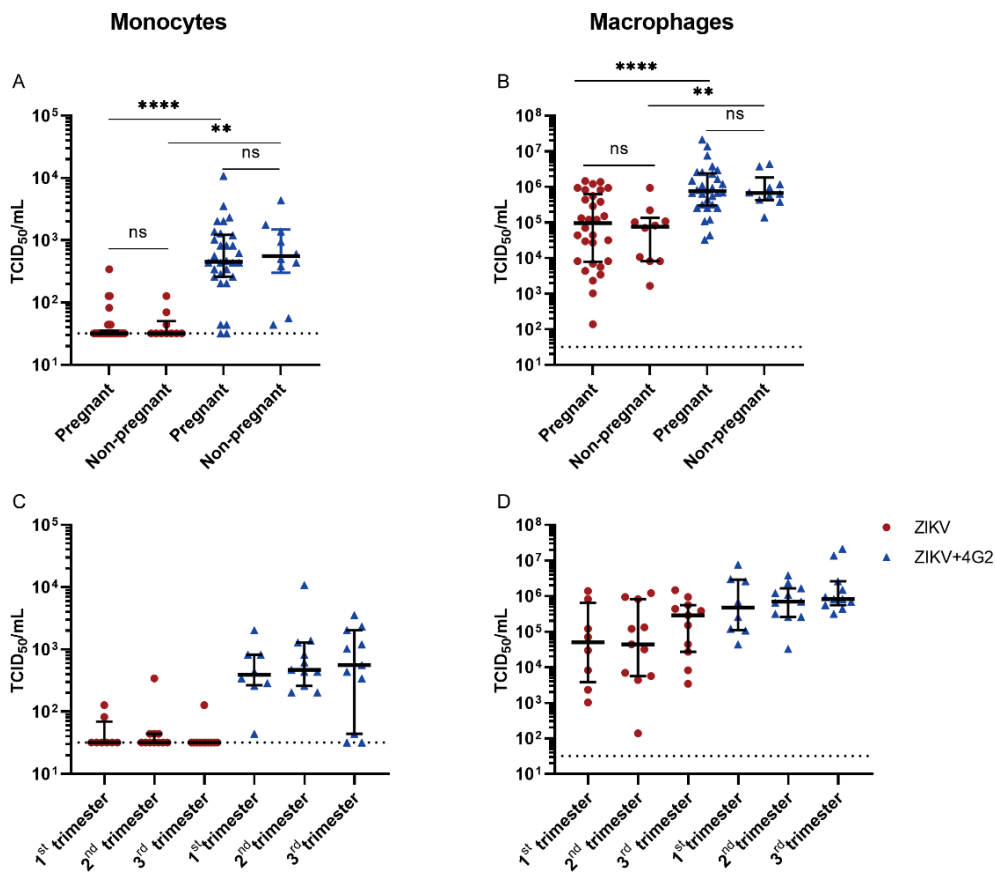 Monocytes
Macrophages
A
TCID50/mL
10^5
10^4
10^3
10^2
10^1
****
**
ns
ns
Pregnant
Non-pregnant
Pregnant
Non-pregnant
B
TCID50/mL
10^8
10^7
10^6
10^5
10^4
10^3
10^2
10^1
****
**
ns
ns
Pregnant
Non-pregnant
Pregnant
Non-pregnant
C
TCID50/mL
10^5
10^4
10^3
10^2
10^1
1st trimester
2nd trimester
3rd trimester
1st trimester
2nd trimester
3rd trimester
D
TCID50/mL
10^8
10^7
10^6
10^5
10^4
10^3
10^2
10^1
1st trimester
2nd trimester
3rd trimester
1st trimester
2nd trimester
3rd trimester
ZIKV
ZIKV+4G2